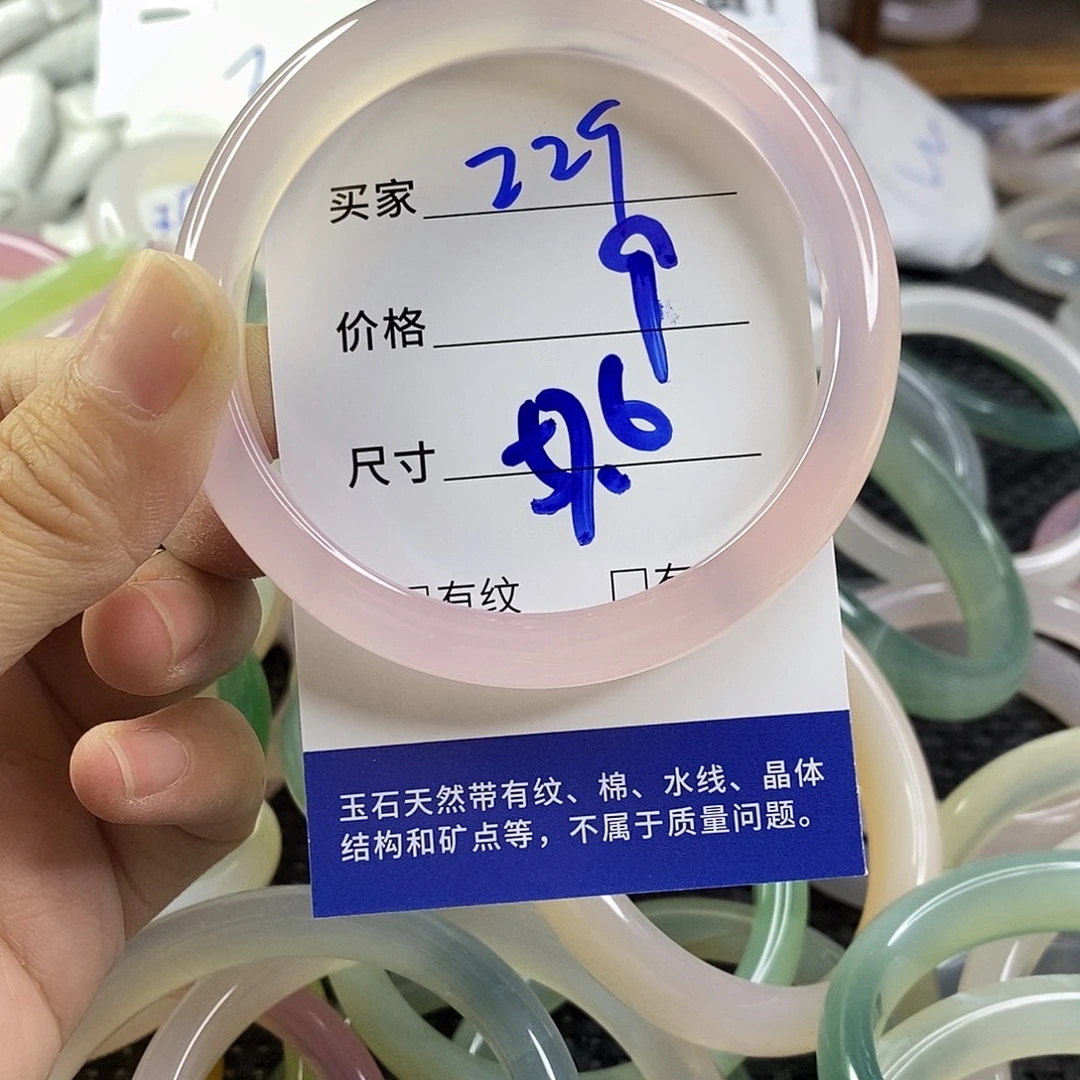 买家 229
价格 9
尺寸 .6
有纹
玉石天然带有纹、棉、水线、晶体
结构和矿点等，不属于质量问题。